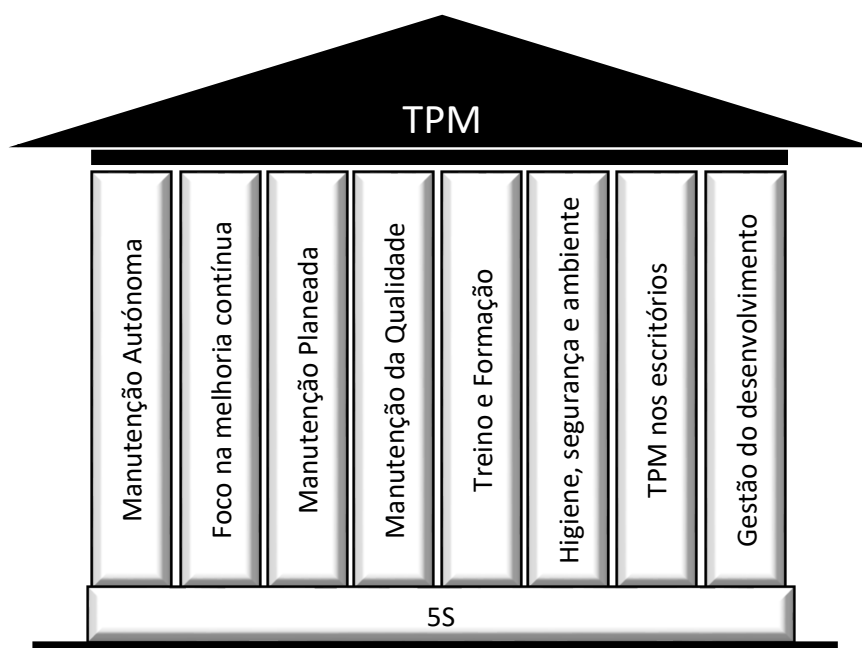 TPM
Manutenção Autónoma
Foco na melhoria contínua
Manutenção Planeada
Manutenção da Qualidade
Treino e Formação
Higiene, segurança e ambiente
TPM nos escritórios
Gestão do desenvolvimento
5S